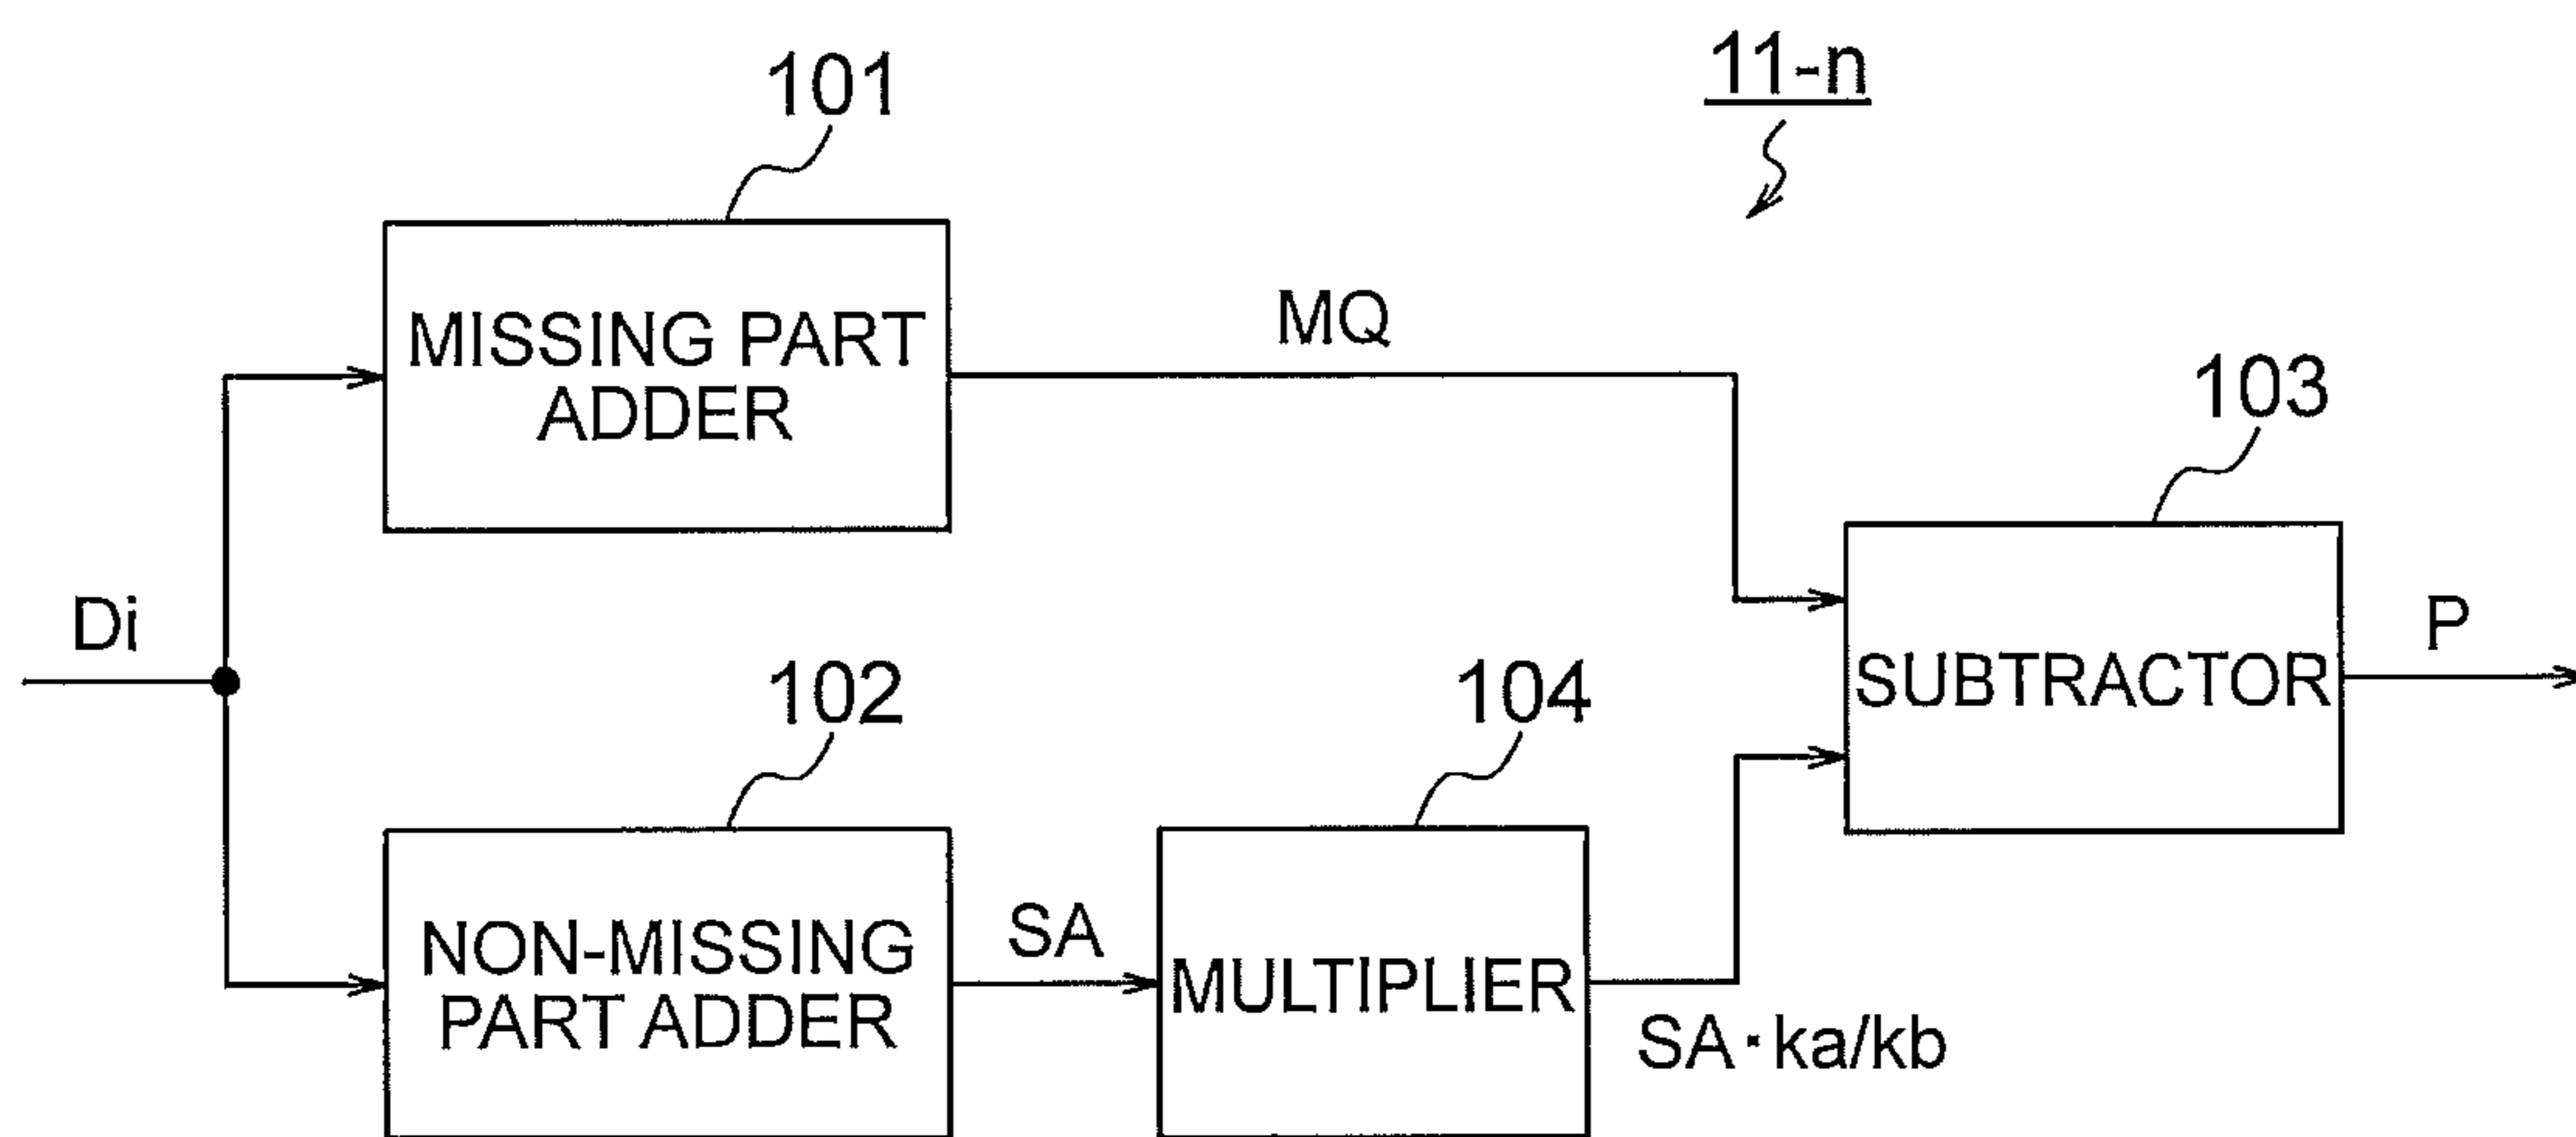 11-n
101
MISSING PART
ADDER
MQ
103
Di
SUBTRACTOR
P
102
104
NON-MISSING
PART ADDER
SA
MULTIPLIER
SA・ka/kb